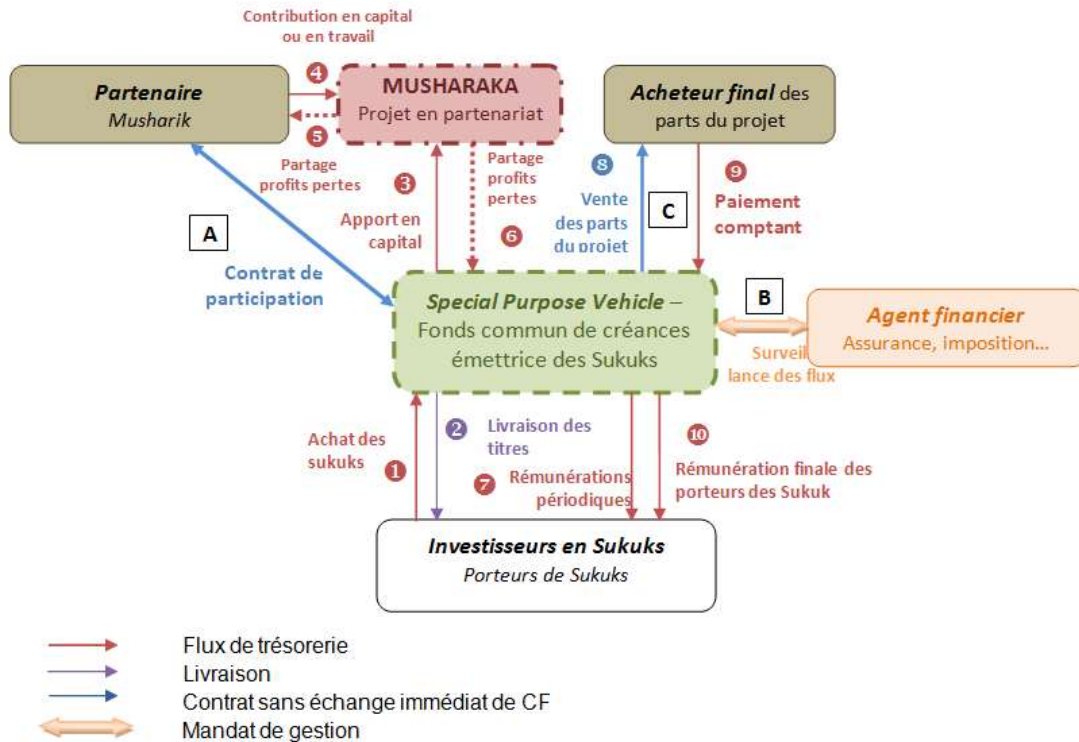 Contribution en capital
ou en travail
4
Partenaire
Musharik
MUSHARAKA
Projet en partenariat
Acheteur final des
parts du projet
5
Partage
profits pertes
3
Apport en
capital
Partage
profits pertes
6
8
Vente
des parts
du projet
C
9
Paiement
comptant
A
Contrat de
participation
Special Purpose Vehicle –
Fonds commun de créances
émettrice des Sukuks
B
Surveil
lance des flux
Agent financier
Assurance, imposition...
Achat des
sukuks
1
2
Livraison des
titres
7
Rémunérations
périodiques
10
Rémunération finale des
porteurs des Sukuk
Investisseurs en Sukuks
Porteurs de Sukuks
Flux de trésorerie
Livraison
Contrat sans échange immédiat de CF
Mandat de gestion